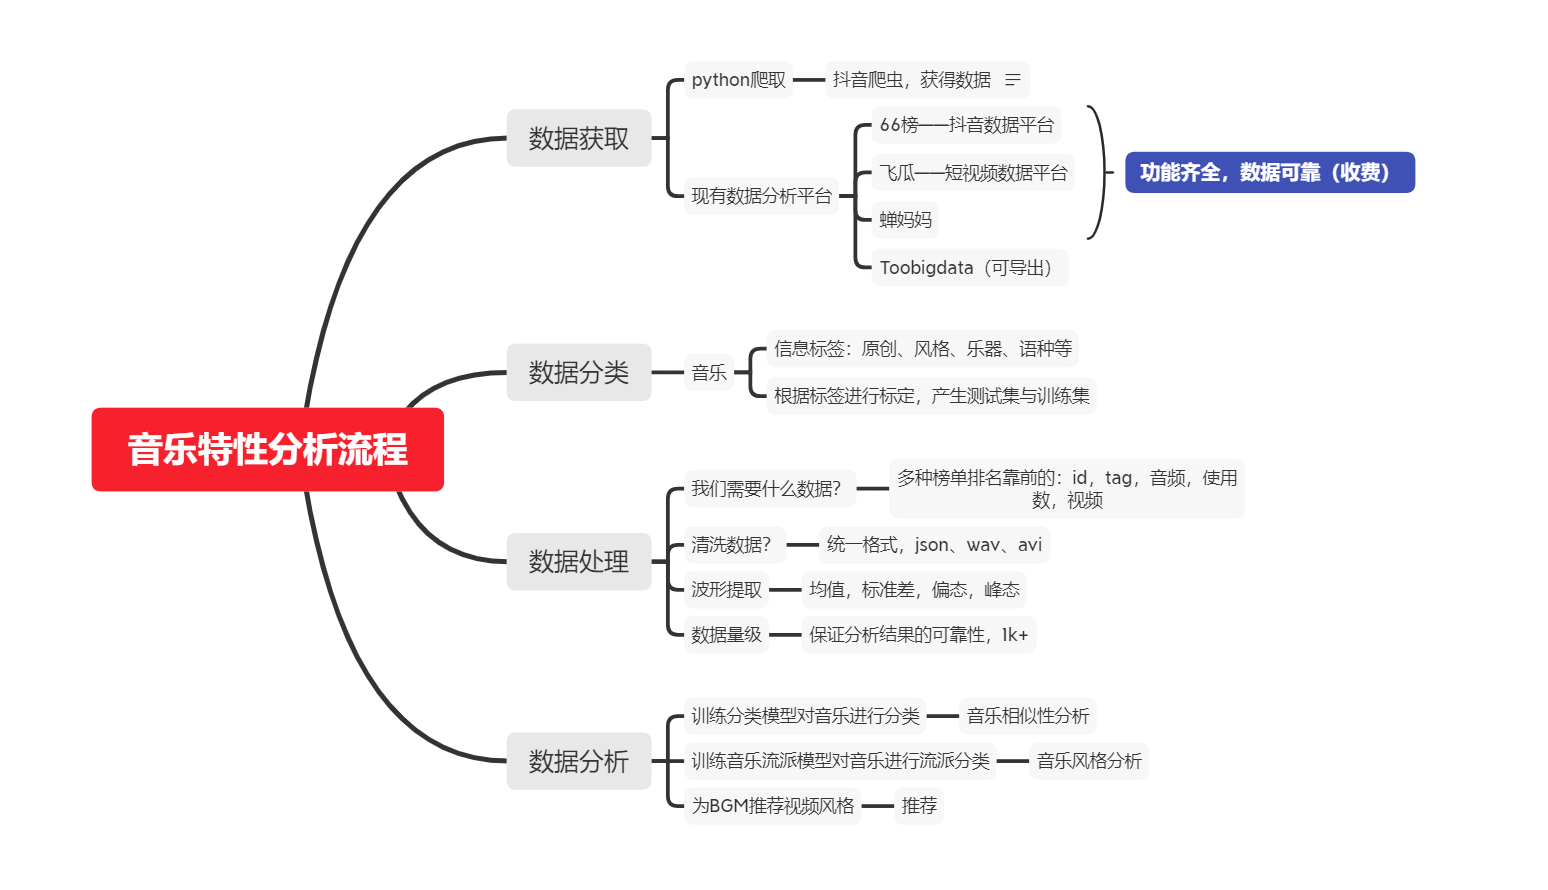 音乐特性分析流程
数据获取
python爬取
抖音爬虫，获得数据
现有数据分析平台
66榜——抖音数据平台
飞瓜——短视频数据平台
蝉妈妈
Toobigdata（可导出）
功能齐全，数据可靠（收费）
数据分类
音乐
信息标签：原创、风格、乐器、语种等
根据标签进行标定，产生测试集与训练集
数据处理
我们需要什么数据？
多种榜单排名靠前的：id，tag，音频，使用
数，视频
清洗数据？
统一格式，json、wav、avi
波形提取
均值，标准差，偏态，峰态
数据量级
保证分析结果的可靠性，1k+
数据分析
训练分类模型对音乐进行分类
音乐相似性分析
训练音乐流派模型对音乐进行流派分类
音乐风格分析
为BGM推荐视频风格
推荐